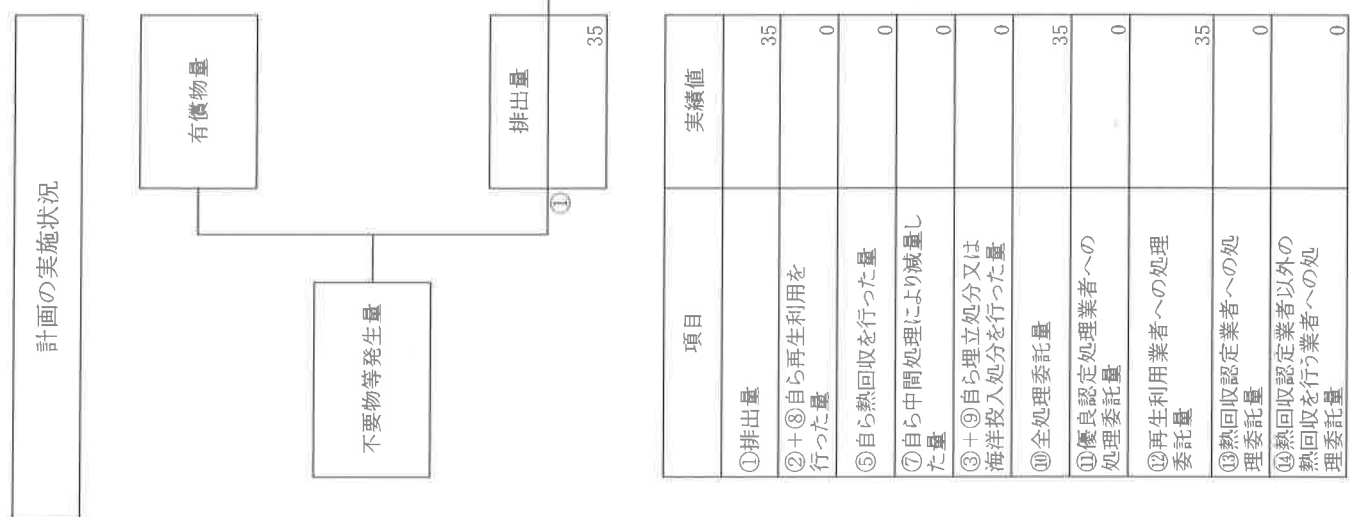 計画の実施状況
不要物等発生量
有償物量
①
排出量
35
項目
実績値
①排出量
35
②+⑧自ら再生利用を
行った量
0
⑤自ら熱回収を行った量
0
⑦自ら中間処理により減量し
た量
0
③+⑨自ら埋立処分又は
海洋投入処分を行った量
0
⑩全処理委託量
35
⑪優良認定処理業者への
処理委託量
0
⑫再生利用業者への処理
委託量
35
⑬熱回収認定業者への処
理委託量
0
⑭熱回収認定業者以外の
熱回収を行う業者への処
理委託量
0